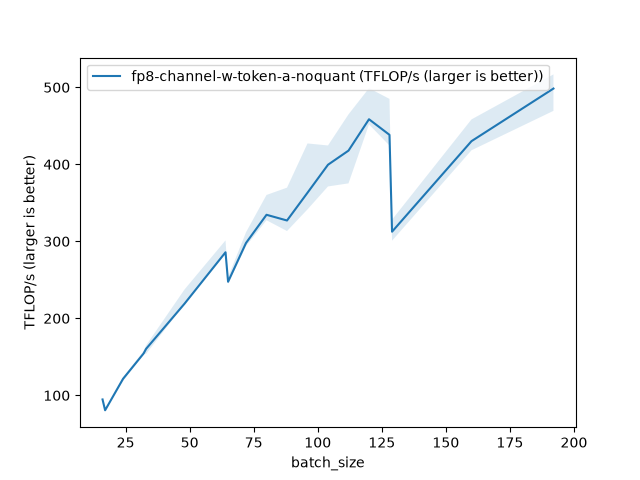 fp8-channel-w-token-a-noquant (TFLOP/s (larger is better))
TFLOP/s (larger is better)
500
400
300
200
100
25 50 75 100 125 150 175 200
batch_size